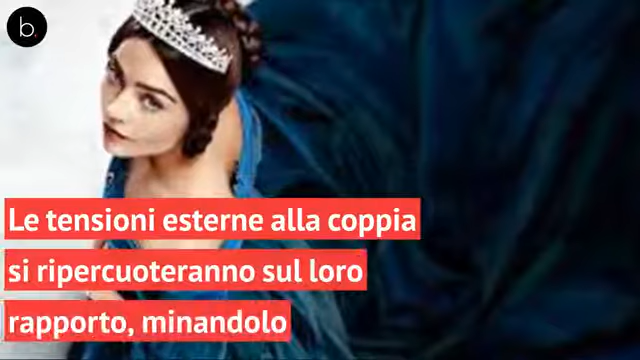 b.
Le tensioni esterne alla coppia
si ripercuoteranno sul loro
rapporto, minandolo